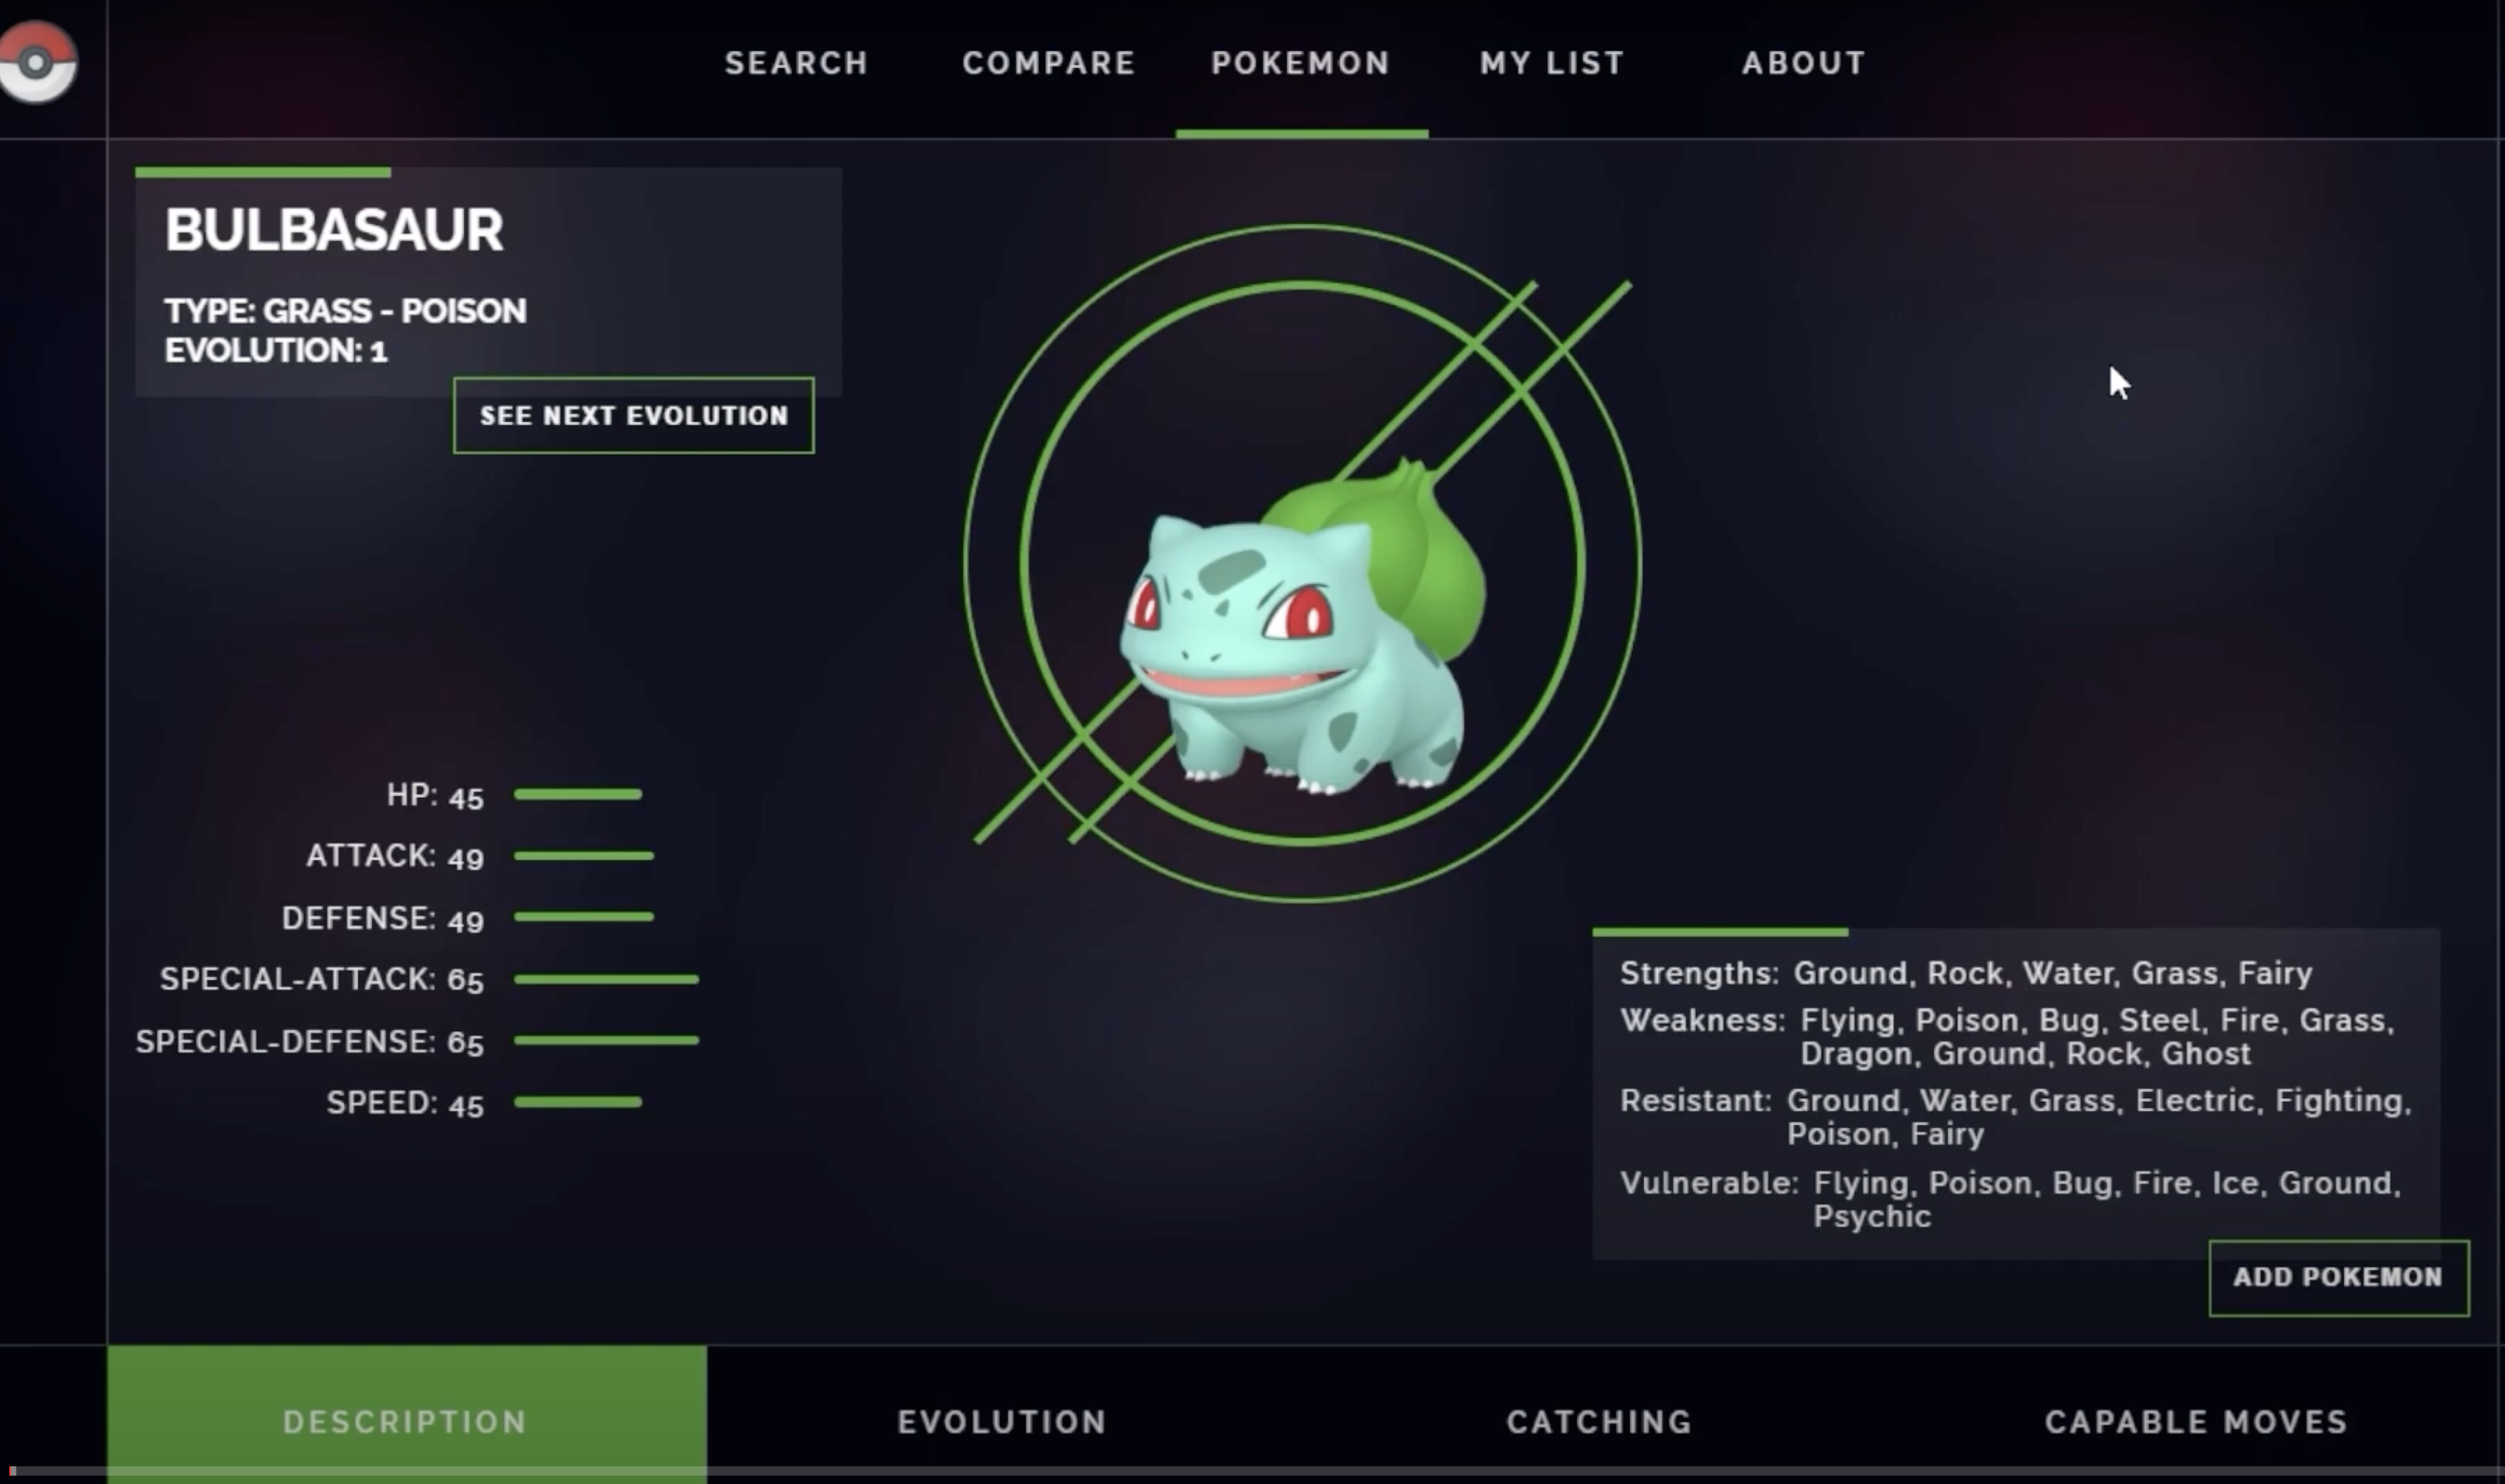 SEARCH COMPARE POKEMON MY LIST ABOUT
BULBASAUR
TYPE: GRASS - POISON
EVOLUTION: 1
SEE NEXT EVOLUTION
HP: 45
ATTACK: 49
DEFENSE: 49
SPECIAL-ATTACK: 65
SPECIAL-DEFENSE: 65
SPEED: 45
Strengths: Ground, Rock, Water, Grass, Fairy
Weakness: Flying, Poison, Bug, Steel, Fire, Grass,
Dragon, Ground, Rock, Ghost
Resistant: Ground, Water, Grass, Electric, Fighting,
Poison, Fairy
Vulnerable: Flying, Poison, Bug, Fire, Ice, Ground,
Psychic
ADD POKEMON
DESCRIPTION EVOLUTION CATCHING CAPABLE MOVES